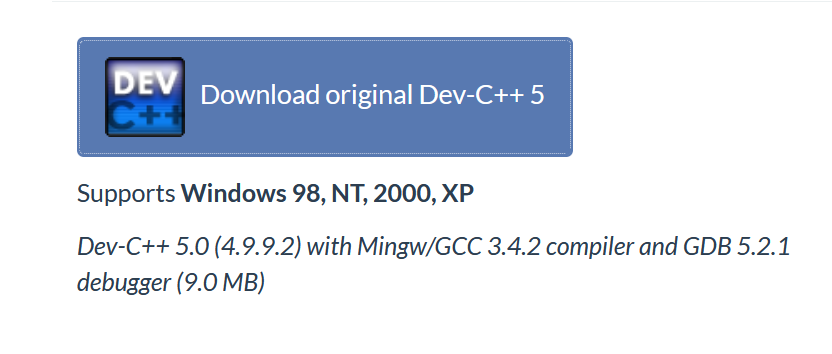 DEV
C++
Download original Dev-C++ 5
Supports Windows 98, NT, 2000, XP
Dev-C++ 5.0 (4.9.9.2) with Mingw/GCC 3.4.2 compiler and GDB 5.2.1
debugger (9.0 MB)